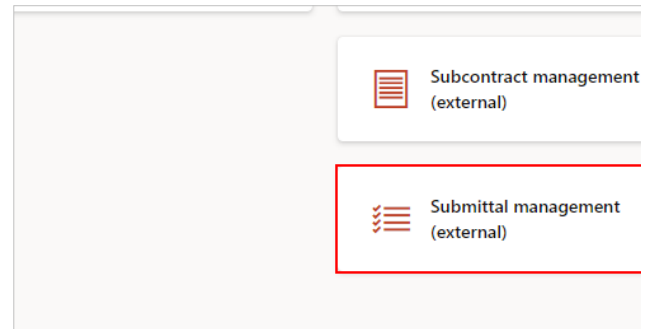 Subcontract management
(external)
Submittal management
(external)